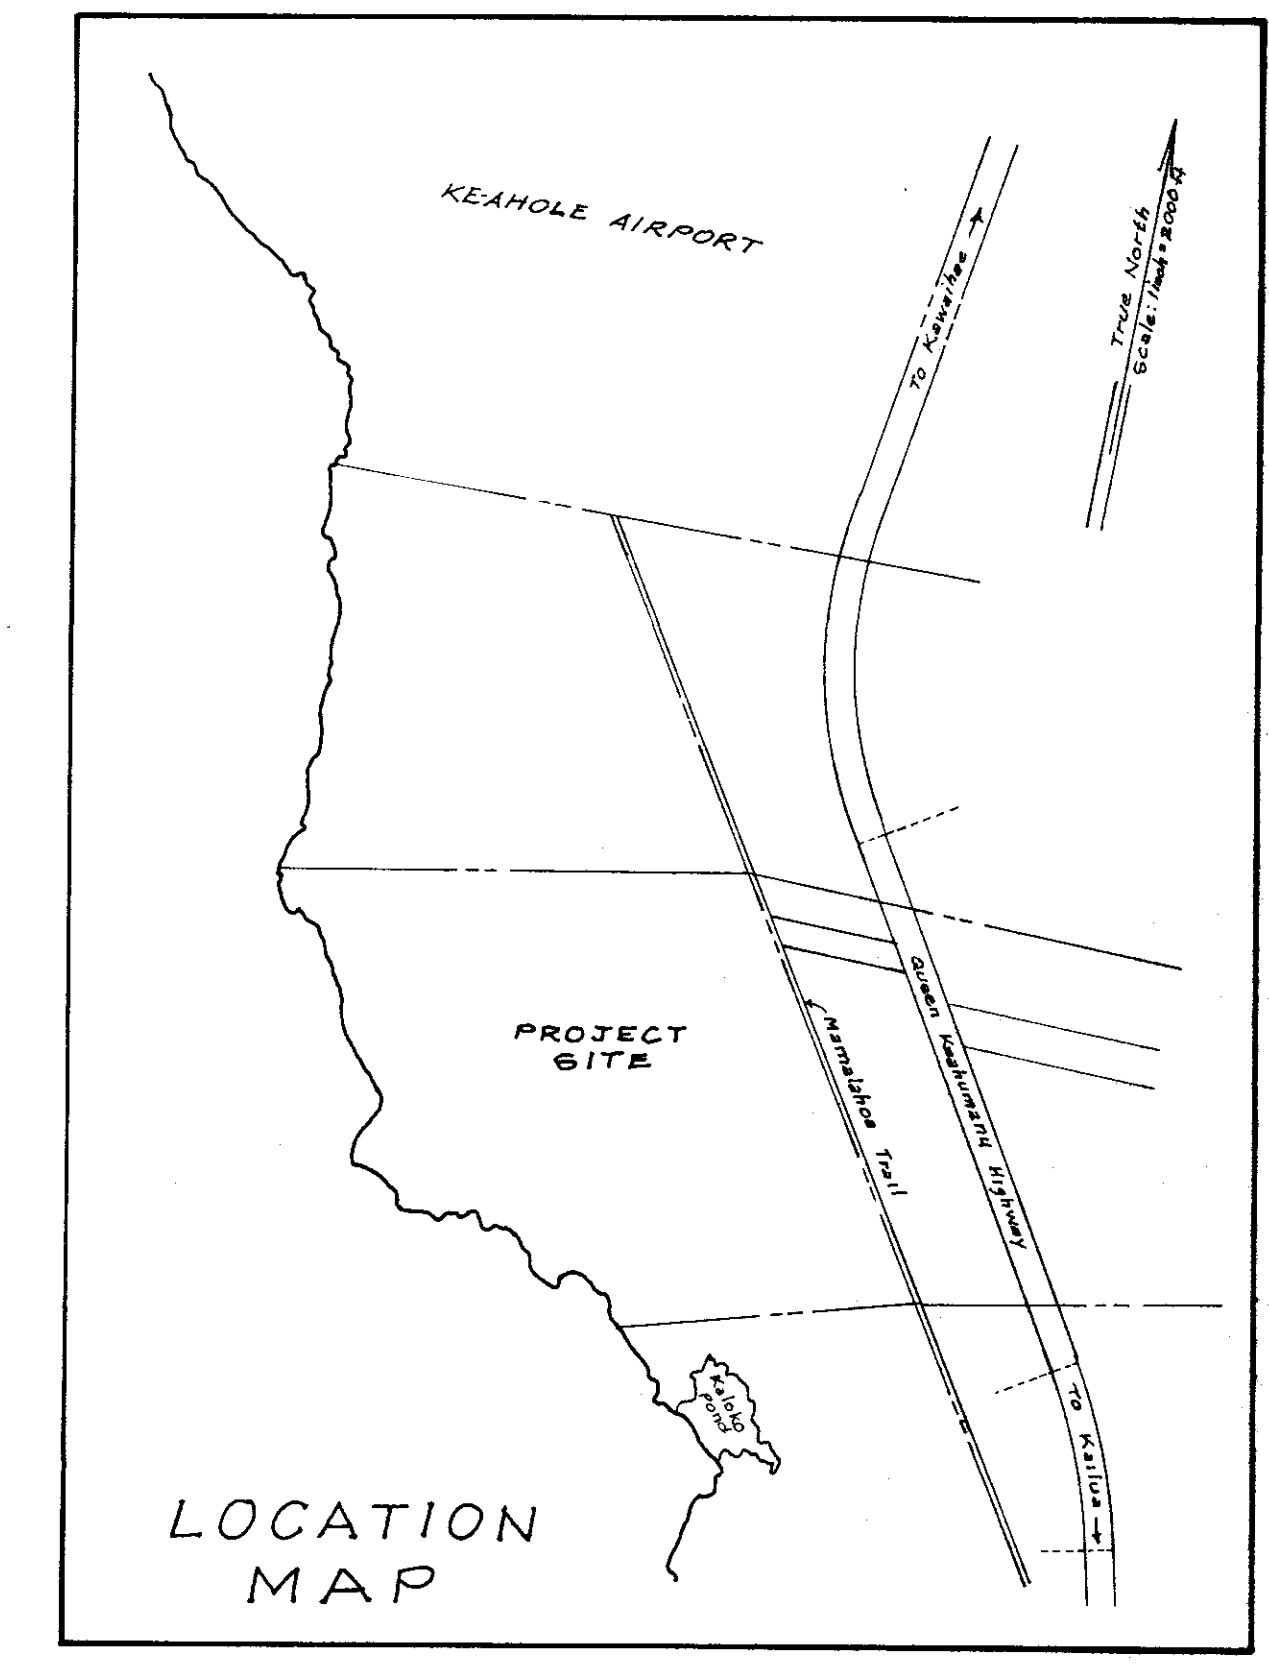 KE-AHOLE AIRPORT
To Kawaihae
True North
Scale: 1 inch = 2000 ft
PROJECT
SITE
Mamalahoa Trail
Queen Kaahumanu Highway
Kaloko
Pond
To Kailua
LOCATION
MAP